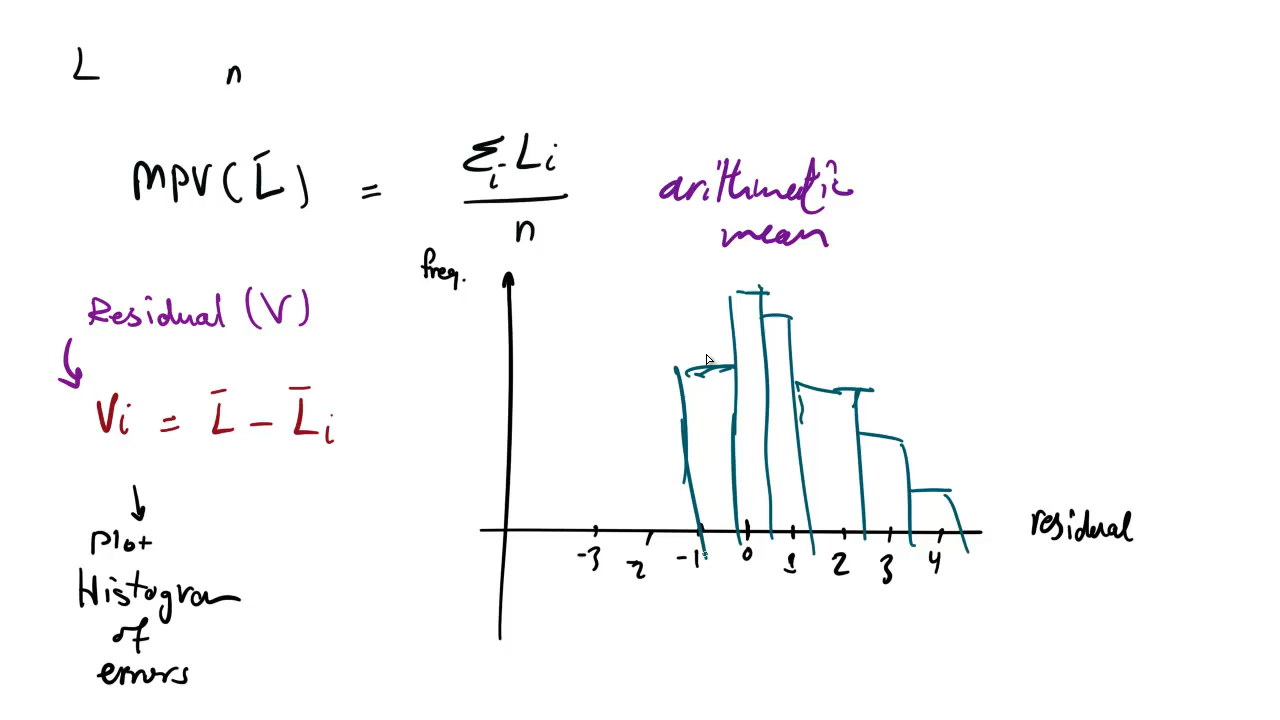 L n
MPV(L̄) = Σi Li / n
arithmetic
mean
freq.
Residual (V)
Vi = L̄ - L̄i
Plot
Histogram
of
errors
residual
-3 -2 -1 0 1 2 3 4